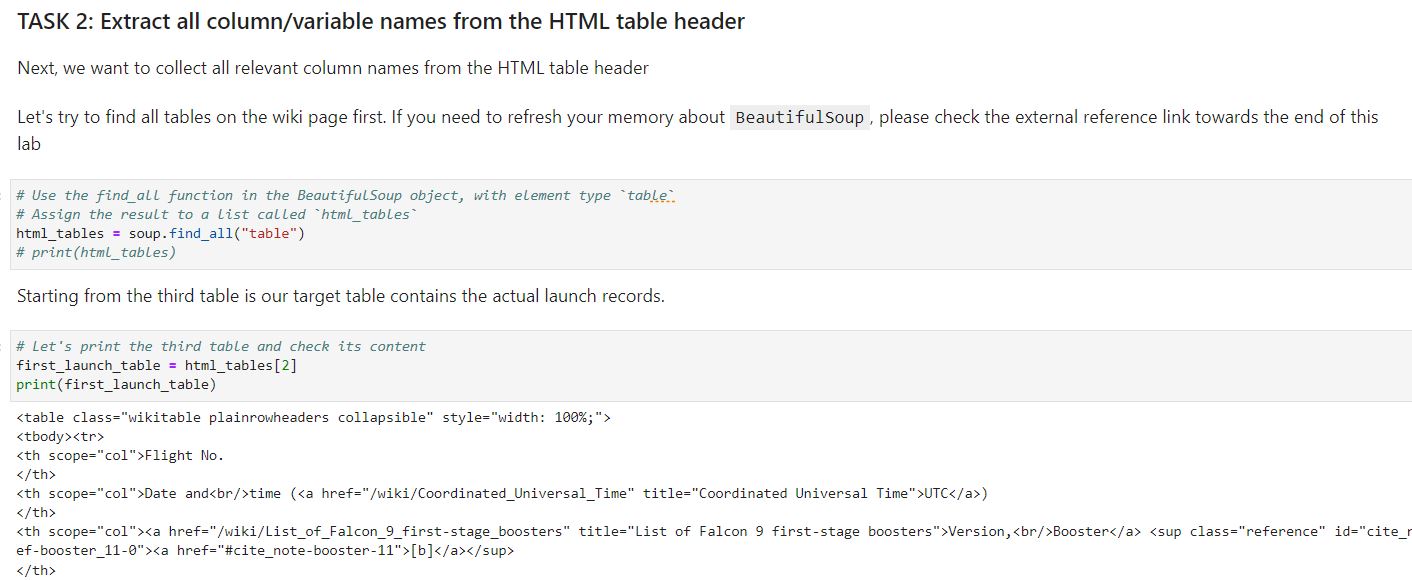 TASK 2: Extract all column/variable names from the HTML table header
Next, we want to collect all relevant column names from the HTML table header
Let's try to find all tables on the wiki page first. If you need to refresh your memory about BeautifulSoup, please check the external reference link towards the end of this
lab
# Use the find_all function in the BeautifulSoup object, with element type `table`
# Assign the result to a list called `html_tables`
html_tables = soup.find_all("table")
# print(html_tables)
Starting from the third table is our target table contains the actual launch records.
# Let's print the third table and check its content
first_launch_table = html_tables[2]
print(first_launch_table)
<table class="wikitable plainrowheaders collapsible" style="width: 100%;">
<tbody><tr>
<th scope="col">Flight No.
</th>
<th scope="col">Date and<br/>time (<a href="/wiki/Coordinated_Universal_Time" title="Coordinated Universal Time">UTC</a>)
</th>
<th scope="col"><a href="/wiki/List_of_Falcon_9_first-stage_boosters" title="List of Falcon 9 first-stage boosters">Version,<br/>Booster</a> <sup class="reference" id="cite_r
ef-booster_11-0"><a href="#cite_note-booster-11">[b]</a></sup>
</th>